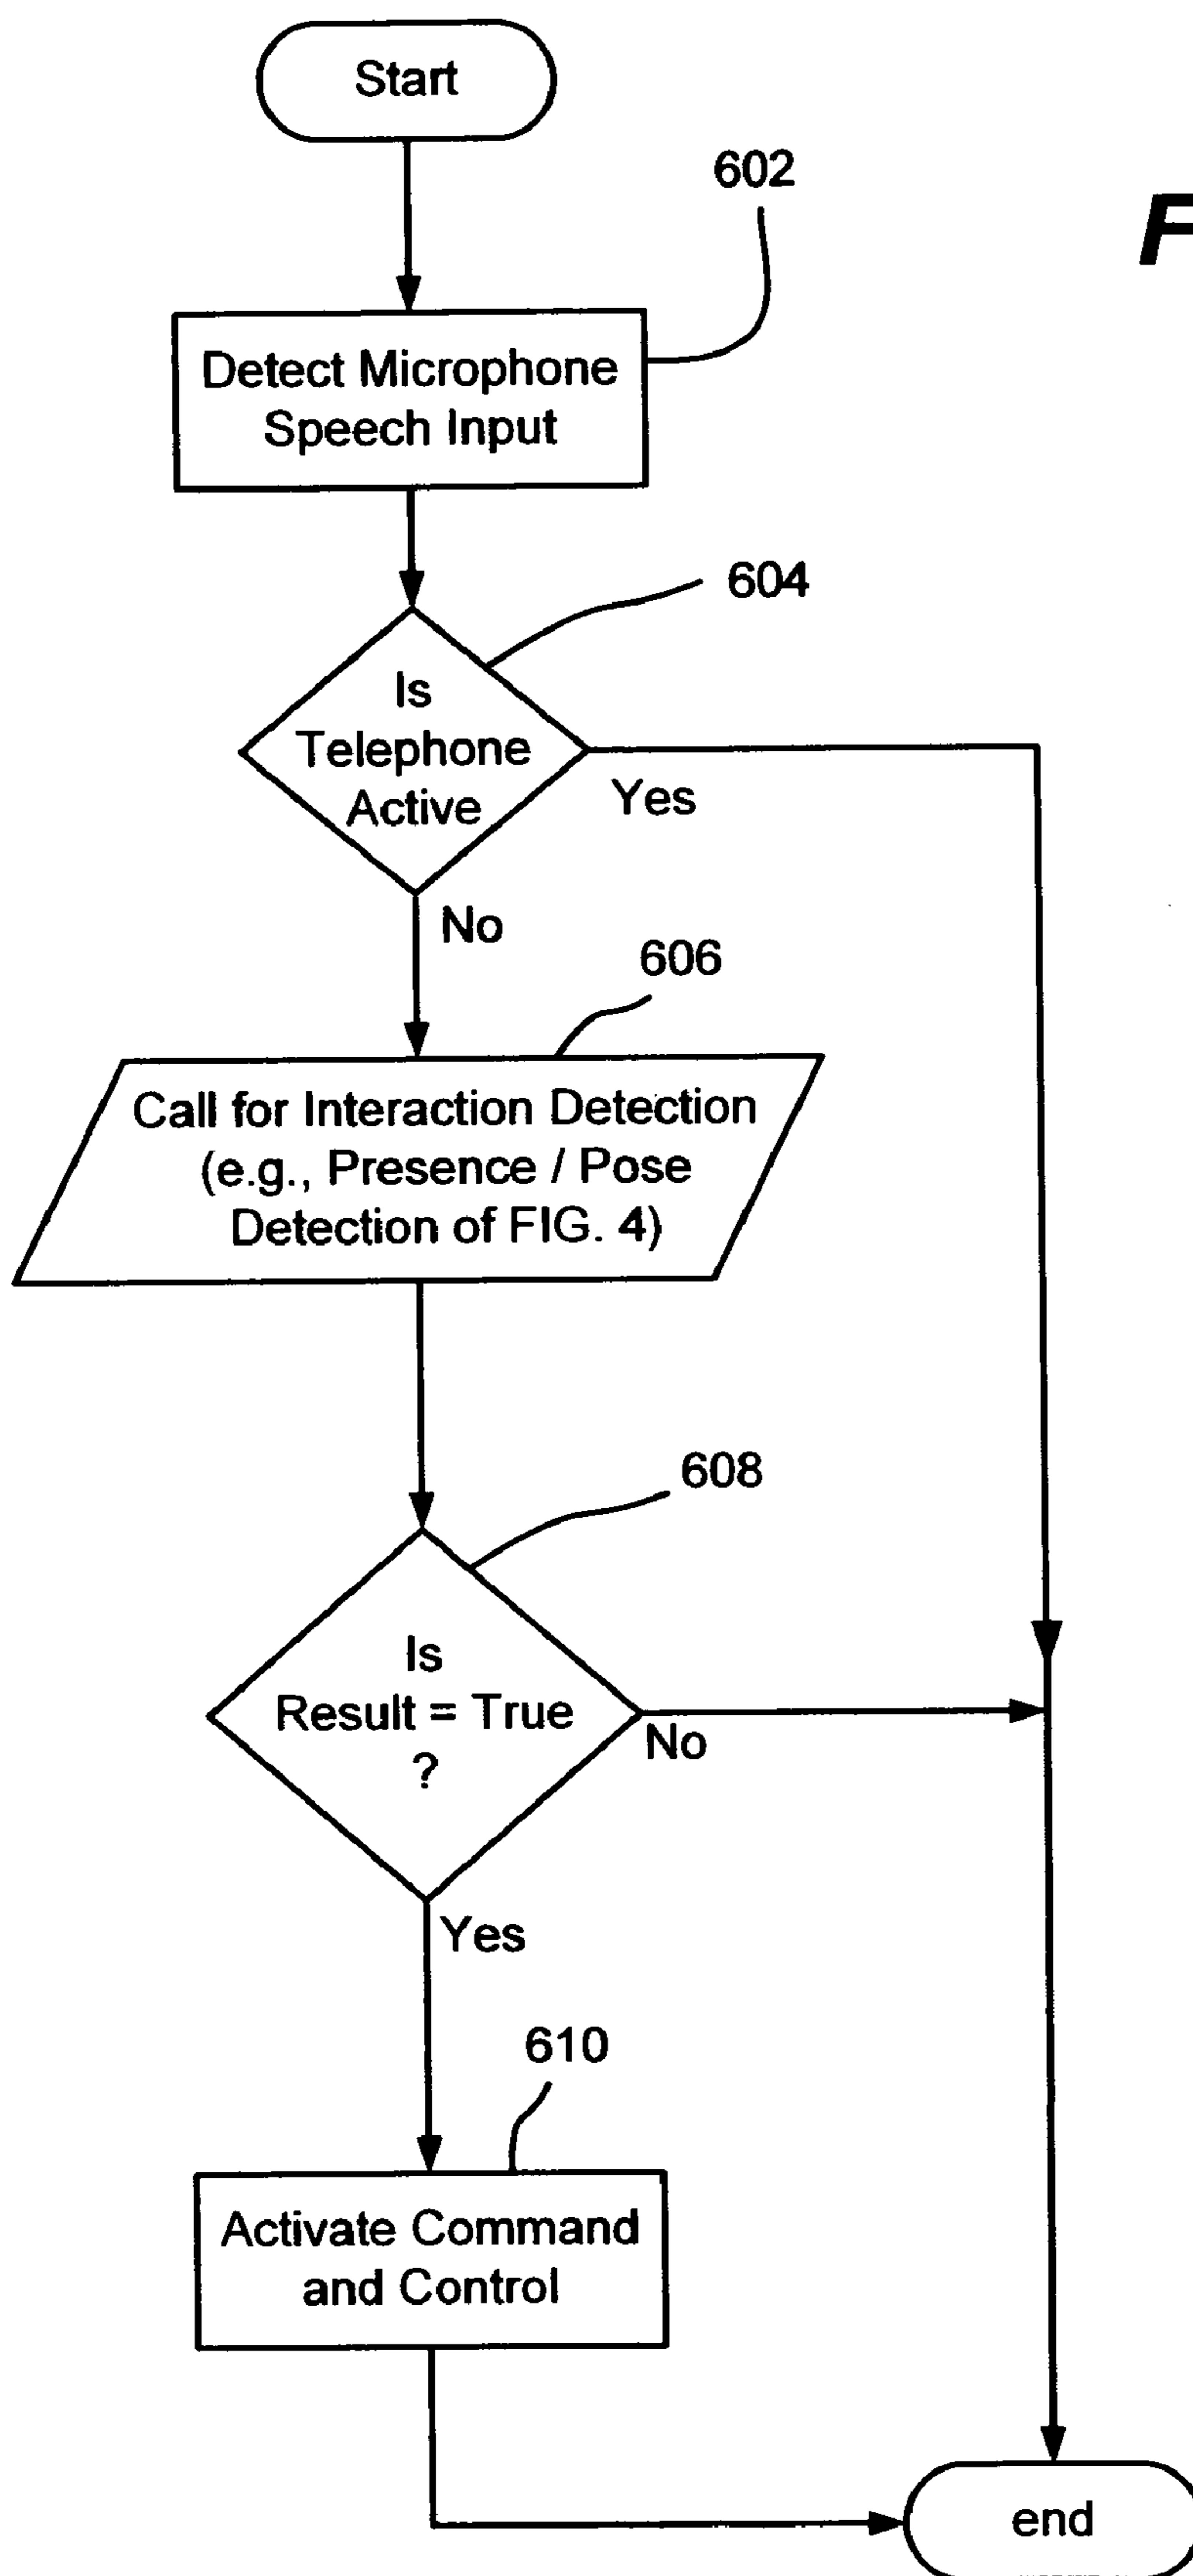 Start
602
F
Detect Microphone
Speech Input
604
Is
Telephone
Active
Yes
No
606
Call for Interaction Detection
(e.g., Presence / Pose
Detection of FIG. 4)
608
Is
Result = True
?
No
Yes
610
Activate Command
and Control
end